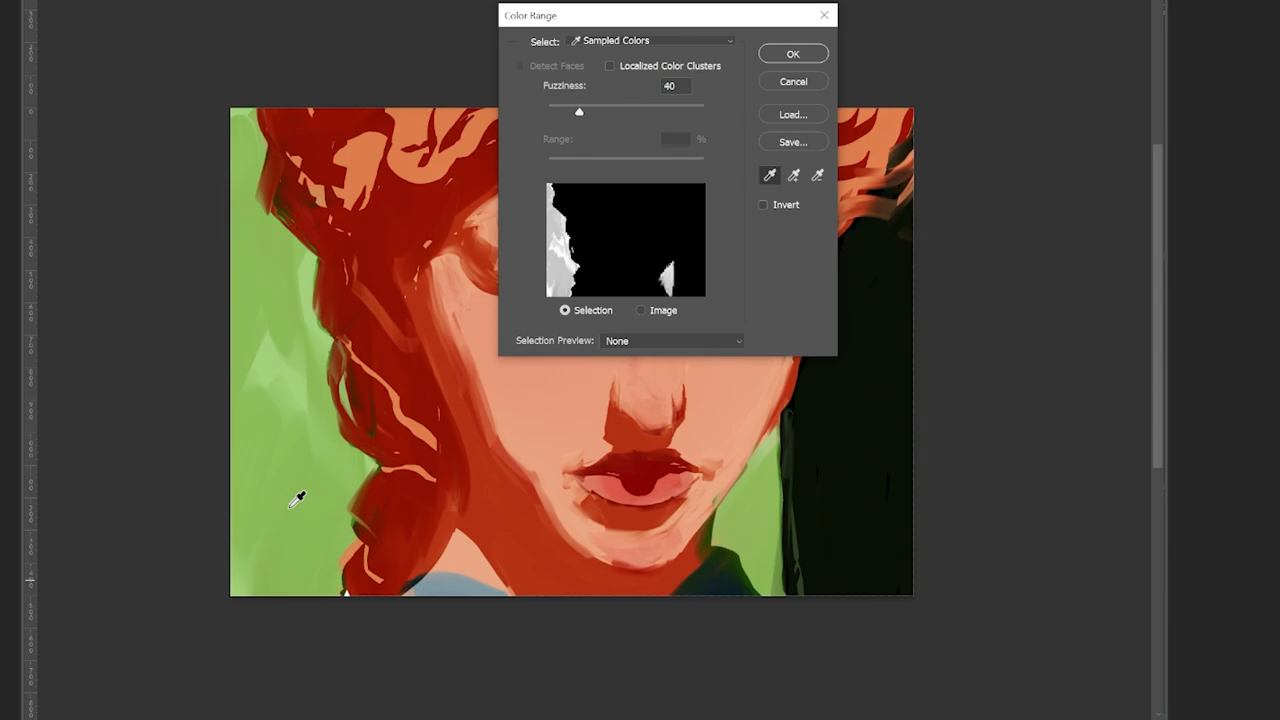 Color Range
Select: Sampled Colors
OK
Detect Faces Localized Color Clusters
Cancel
Fuzziness: 40
Load...
Range: %
Save...
Invert
Selection Image
Selection Preview: None